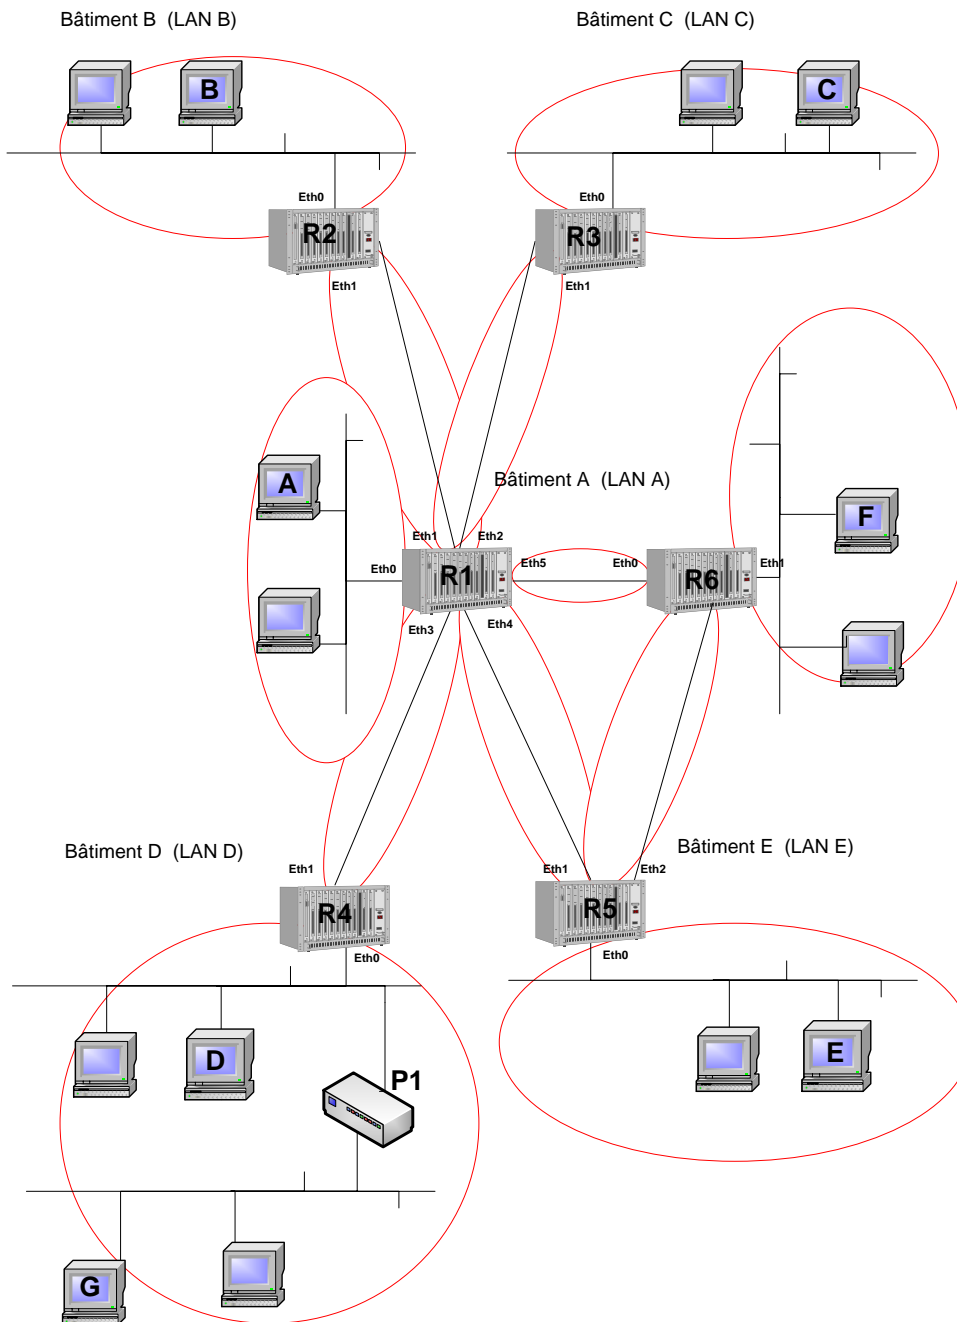 Bâtiment B (LAN B)
Bâtiment C (LAN C)
B
C
Eth0
Eth0
R2
R3
Eth1
Eth1
Bâtiment A (LAN A)
A
F
Eth1
Eth2
Eth0
R1
Eth5
Eth0
R6
Eth1
Eth3
Eth4
Bâtiment D (LAN D)
Bâtiment E (LAN E)
Eth1
Eth1
Eth2
R4
R5
Eth0
Eth0
D
P1
E
G